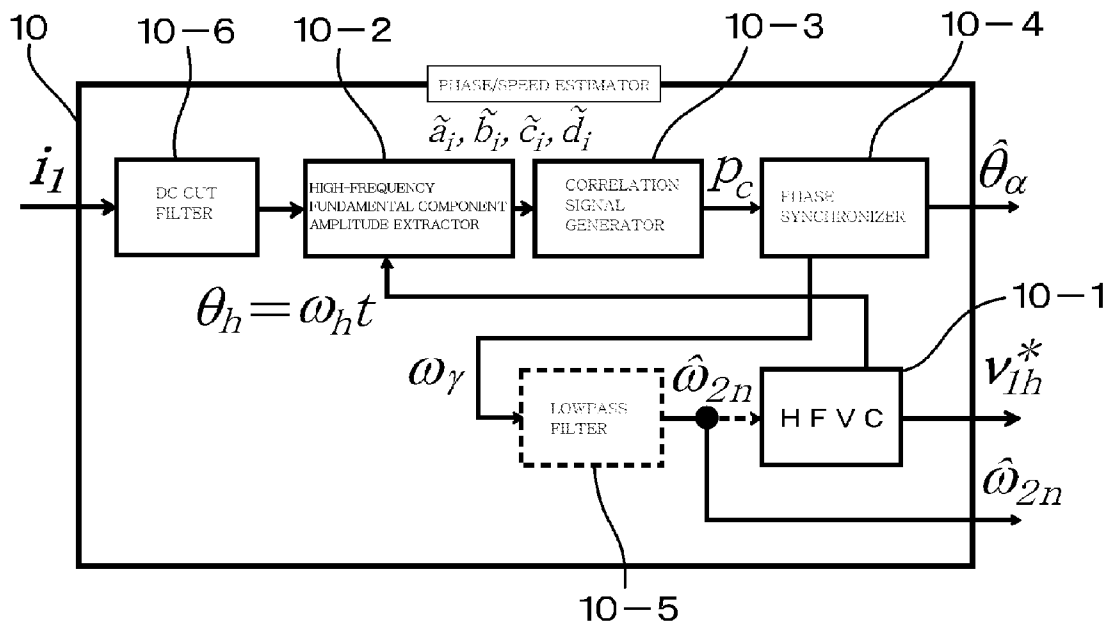 10
10-6
10-2
10-3
10-4
PHASE/SPEED ESTIMATOR
ã_i, b̃_i, c̃_i, d̃_i
i_1
DC CUT
FILTER
HIGH-FREQUENCY
FUNDAMENTAL COMPONENT
AMPLITUDE EXTRACTOR
CORRELATION
SIGNAL
GENERATOR
p_c
PHASE
SYNCHRONIZER
θ̂_α
θ_h=ω_h t
10-1
ω_γ
LOWPASS
FILTER
ω̂_2n
HFVC
v_1h^*
ω̂_2n
10-5